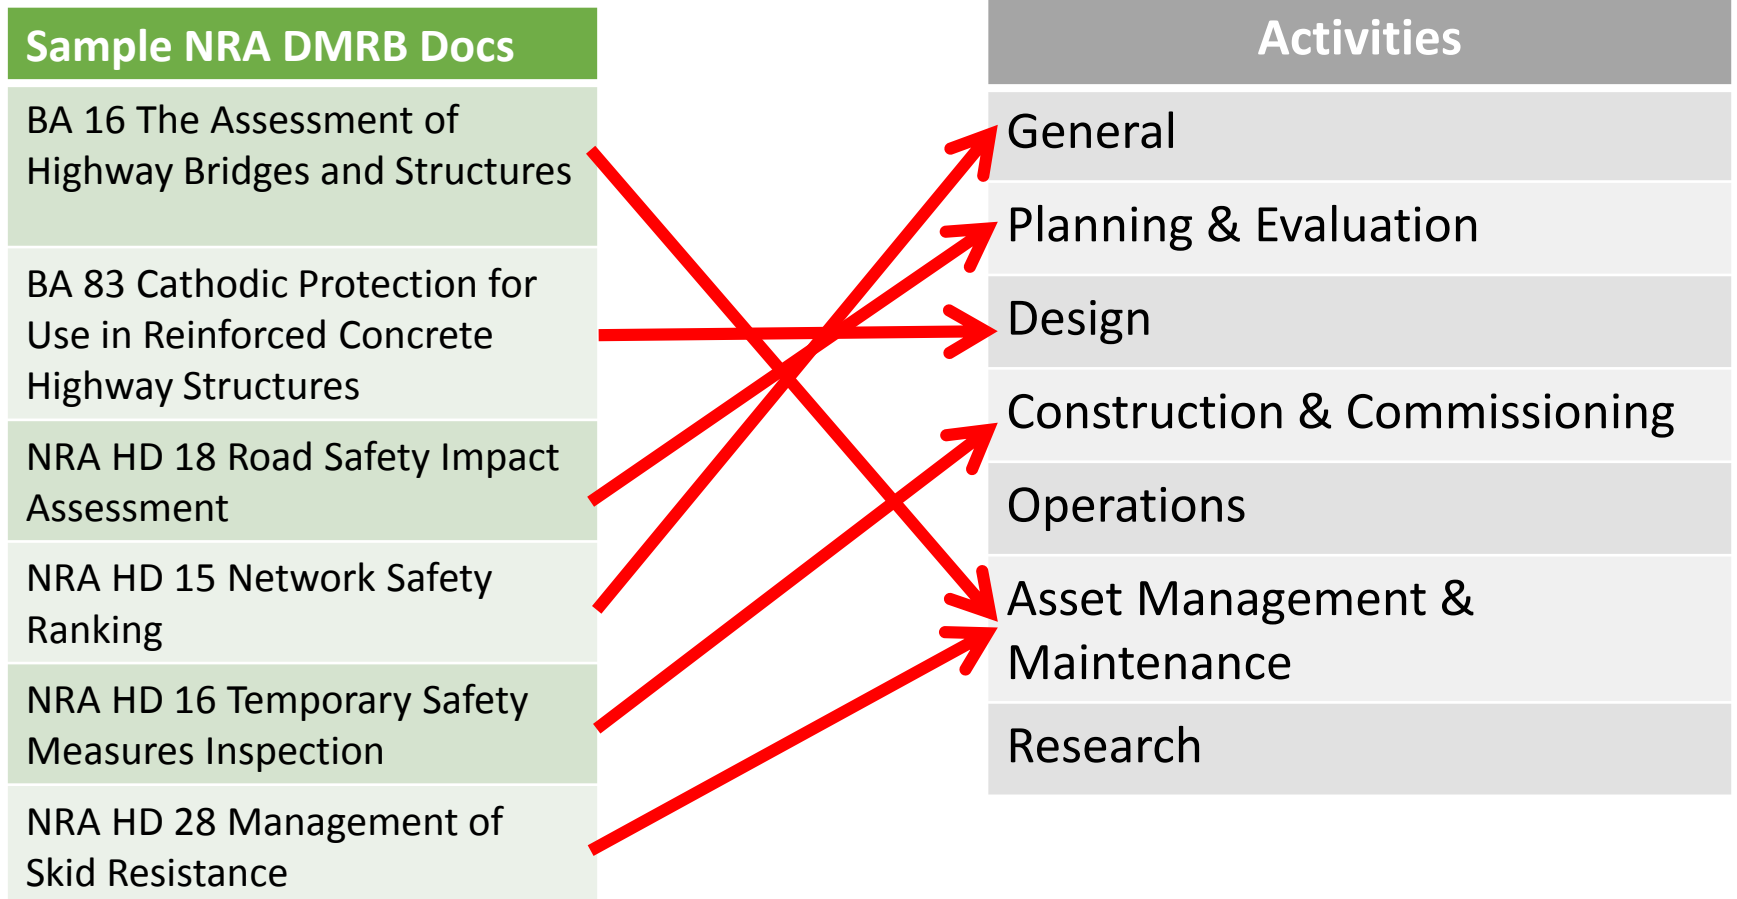 Sample NRA DMRB Docs
BA 16 The Assessment of
Highway Bridges and Structures
BA 83 Cathodic Protection for
Use in Reinforced Concrete
Highway Structures
NRA HD 18 Road Safety Impact
Assessment
NRA HD 15 Network Safety
Ranking
NRA HD 16 Temporary Safety
Measures Inspection
NRA HD 28 Management of
Skid Resistance
Activities
General
Planning & Evaluation
Design
Construction & Commissioning
Operations
Asset Management &
Maintenance
Research